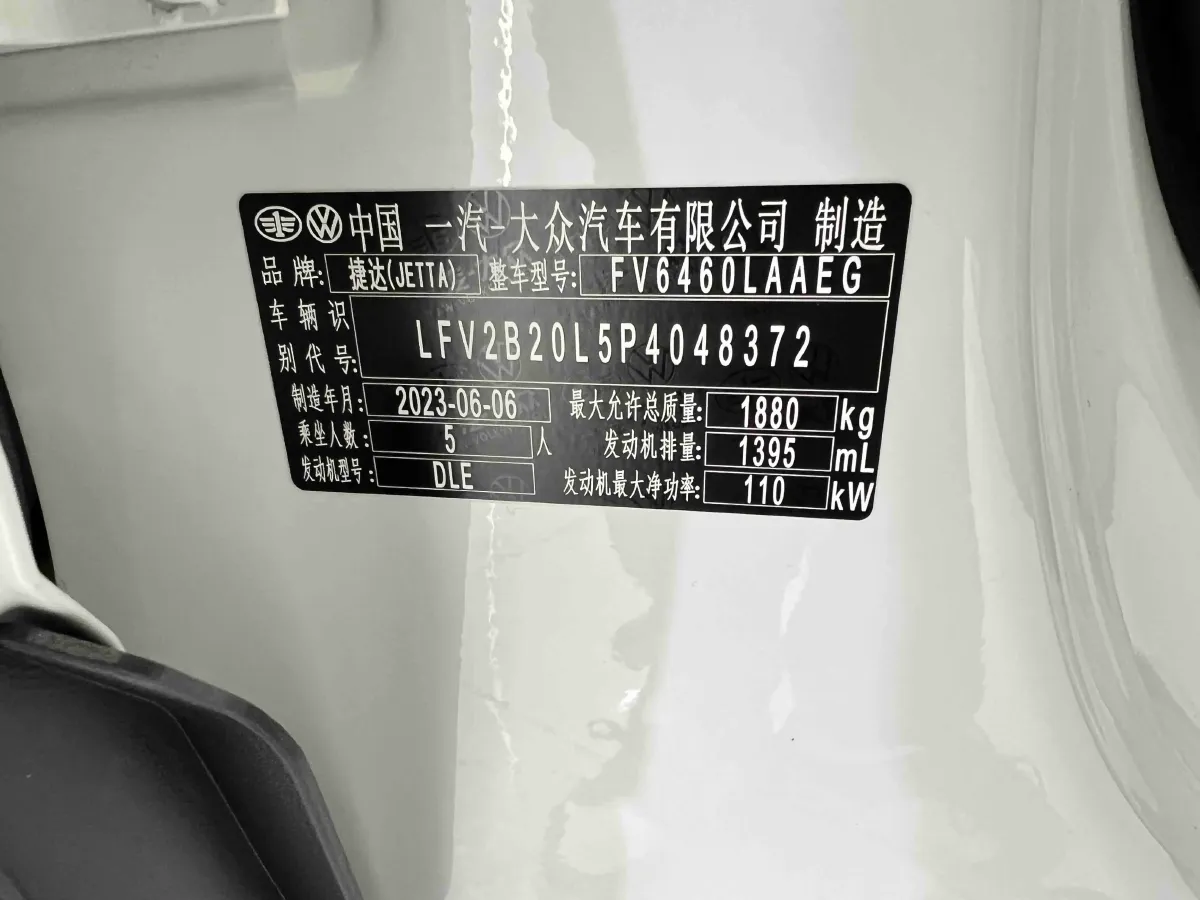 中国 一汽-大众汽车有限公司 制造
品牌: 捷达(JETTA) 整车型号: FV6460LAAEG
车辆识别代号: LFV2B20L5P4048372
制造年月: 2023-06-06 最大允许总质量: 1880 kg
乘坐人数: 5 人 发动机排量: 1395 mL
发动机型号: DLE 发动机最大净功率: 110 kW